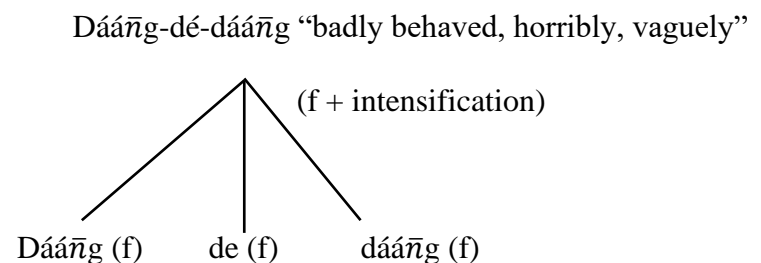 Dáán̅g-dé-dáán̅g “badly behaved, horribly, vaguely”
(f + intensification)
Dáán̅g (f) de (f) dáán̅g (f)